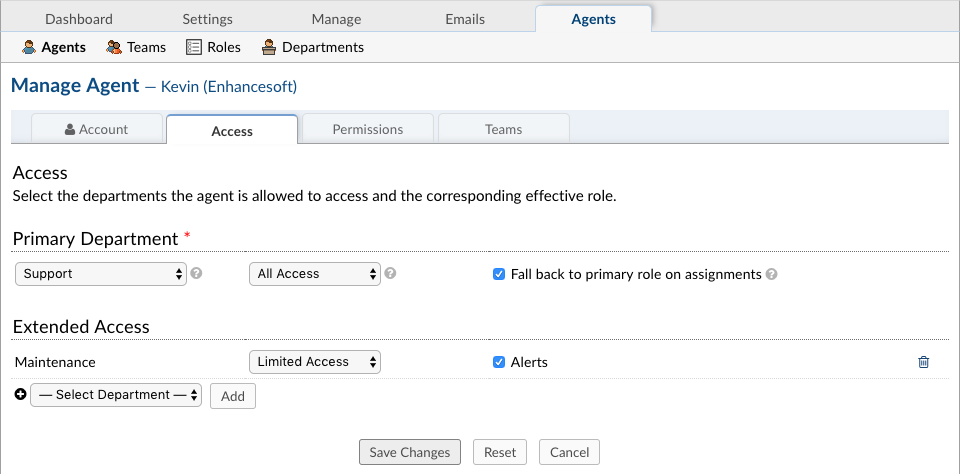 Dashboard Settings Manage Emails Agents
Agents Teams Roles Departments
Manage Agent — Kevin (Enhancesoft)
Account Access Permissions Teams
Access
Select the departments the agent is allowed to access and the corresponding effective role.
Primary Department *
Support ? All Access ? Fall back to primary role on assignments ?
Extended Access
Maintenance Limited Access Alerts
— Select Department — Add
Save Changes Reset Cancel